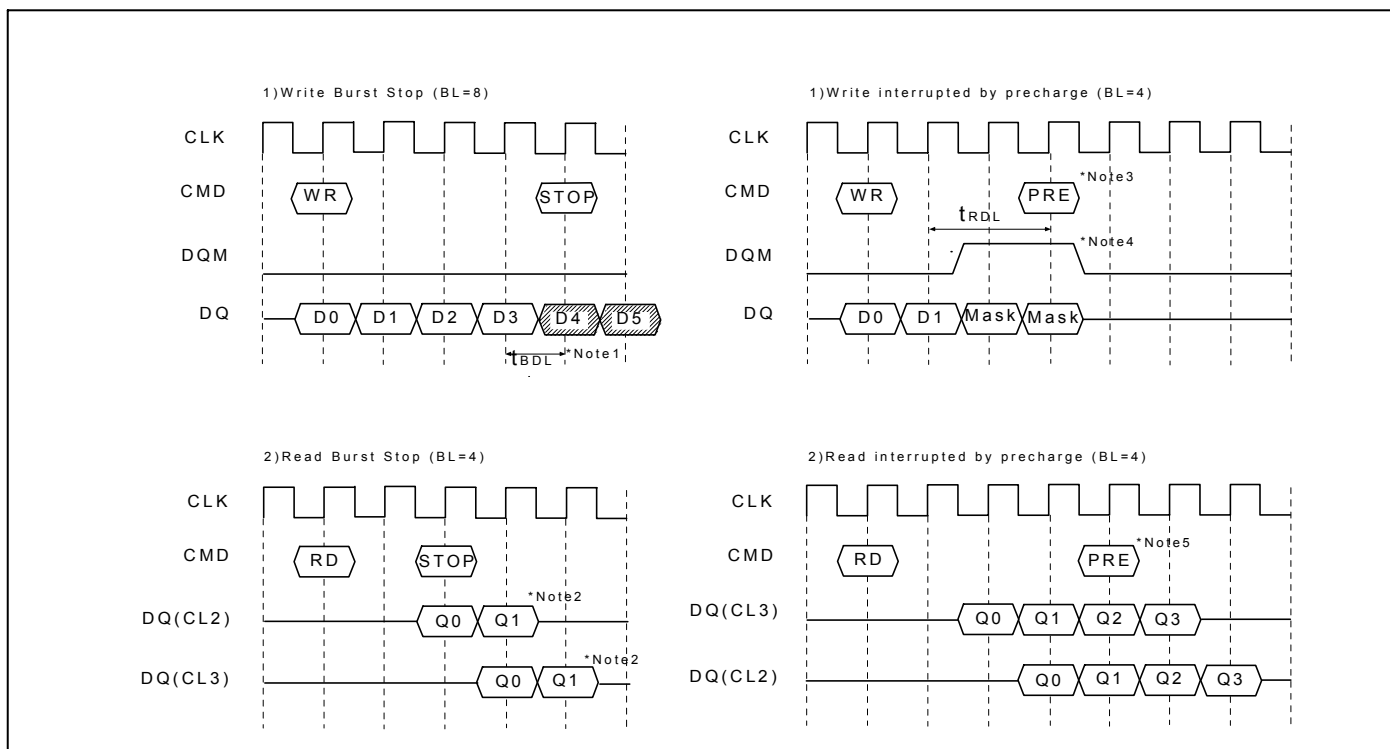 1)Write Burst Stop (BL=8)
CLK
CMD
WR
STOP
DQM
DQ
D0
D1
D2
D3
D4
D5
tBDL
*Note1
1)Write interrupted by precharge (BL=4)
CLK
CMD
WR
PRE
*Note3
tRDL
DQM
*Note4
DQ
D0
D1
Mask
Mask
2)Read Burst Stop (BL=4)
CLK
CMD
RD
STOP
DQ(CL2)
Q0
Q1
*Note2
DQ(CL3)
Q0
Q1
*Note2
2)Read interrupted by precharge (BL=4)
CLK
CMD
RD
PRE
*Note5
DQ(CL3)
Q0
Q1
Q2
Q3
DQ(CL2)
Q0
Q1
Q2
Q3